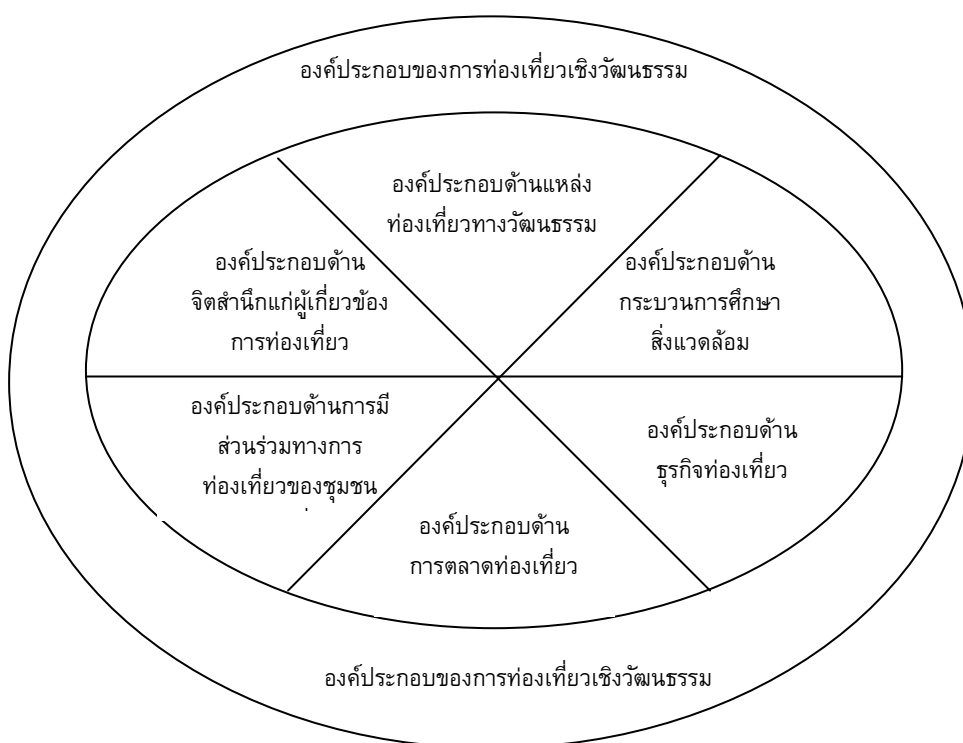 องค์ประกอบของการท่องเที่ยวเชิงวัฒนธรรม
องค์ประกอบด้านแหล่ง
ท่องเที่ยวทางวัฒนธรรม
องค์ประกอบด้าน
จิตสำนึกแก่ผู้เกี่ยวข้อง
การท่องเที่ยว
องค์ประกอบด้าน
กระบวนการศึกษา
สิ่งแวดล้อม
องค์ประกอบด้านการมี
ส่วนร่วมทางการ
ท่องเที่ยวของชุมชน
องค์ประกอบด้าน
ธุรกิจท่องเที่ยว
องค์ประกอบด้าน
การตลาดท่องเที่ยว
องค์ประกอบของการท่องเที่ยวเชิงวัฒนธรรม